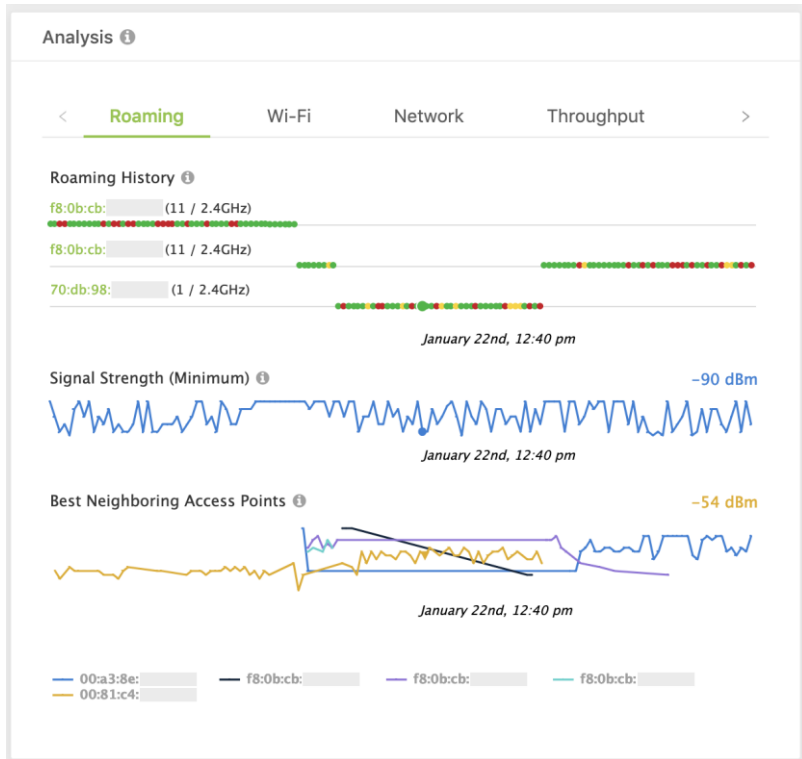 Analysis
Roaming Wi-Fi Network Throughput
Roaming History
f8:0b:cb: (11 / 2.4GHz)
f8:0b:cb: (11 / 2.4GHz)
70:db:98: (1 / 2.4GHz)
January 22nd, 12:40 pm
Signal Strength (Minimum) -90 dBm
January 22nd, 12:40 pm
Best Neighboring Access Points -54 dBm
January 22nd, 12:40 pm
00:a3:8e: f8:0b:cb: f8:0b:cb: f8:0b:cb:
00:81:c4: